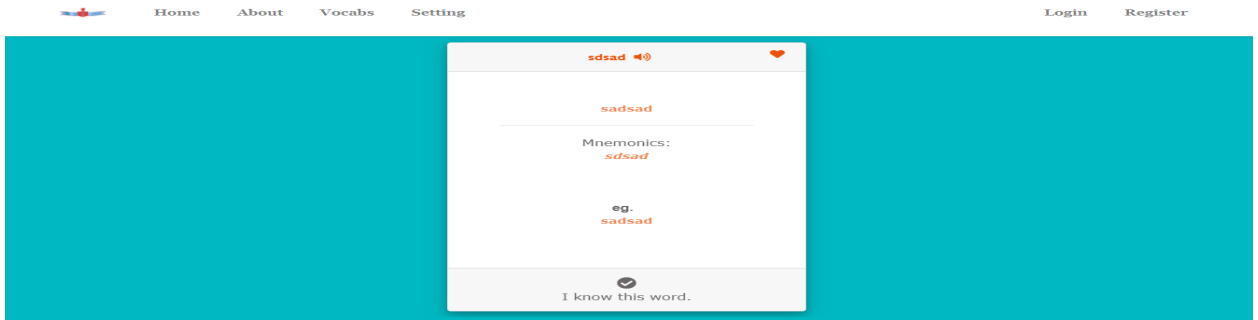 Home About Vocabs Setting Login Register
sdsad
sadsad
Mnemonics:
sdsad
eg.
sadsad
I know this word.